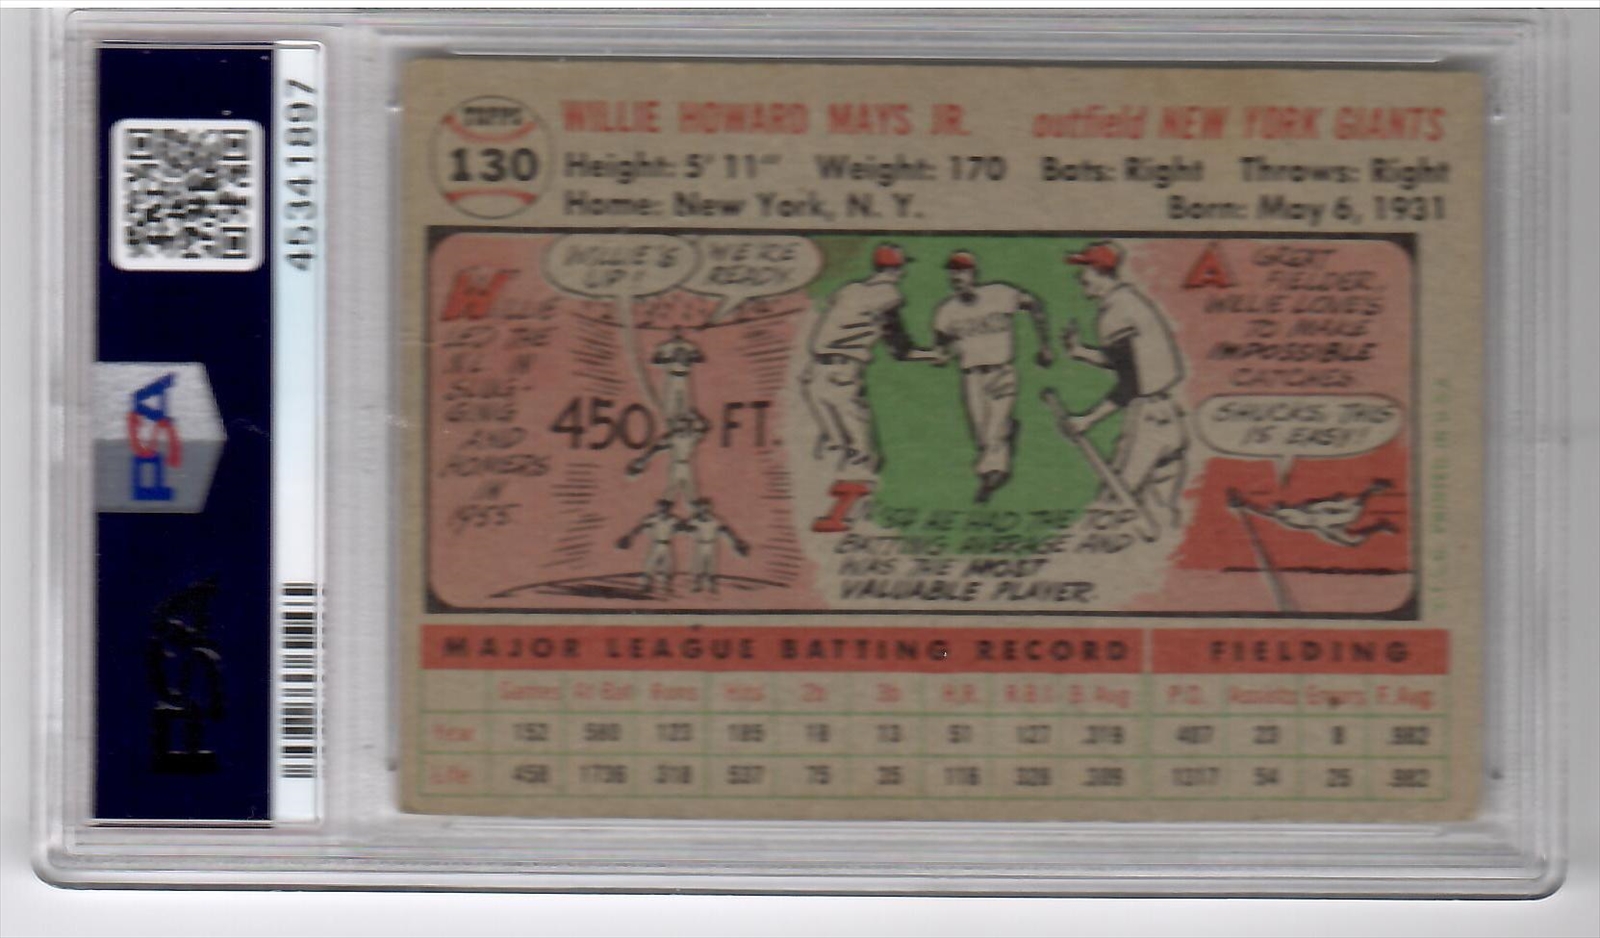 45341897
PSA
PSA
TOPPS
130
WILLIE HOWARD MAYS JR. outfield NEW YORK GIANTS
Height: 5' 11" Weight: 170 Bats: Right Throws: Right
Home: New York, N. Y. Born: May 6, 1931
WILLIE
LED THE
N.L. IN
SLUG-
GING
AND
HOMERS
IN
1955
WILLIE'S
UP!
WE'RE
READY.
450 FT.
IN '54 HE HAD THE TOP
BATTING AVERAGE AND
WAS THE MOST
VALUABLE PLAYER.
A GREAT
FIELDER,
WILLIE LOVES
TO MAKE
IMPOSSIBLE
CATCHES.
SHUCKS, THIS
IS EASY!
MAJOR LEAGUE BATTING RECORD FIELDING
Games At Bat Runs Hits 2b 3b H.R. R.B.I. B. Avg. P.O. Assists Errors F. Avg.
Year 152 580 123 185 18 13 51 127 .319 407 23 8 .982
Life 458 1736 318 537 75 35 116 326 .309 1317 54 25 .982